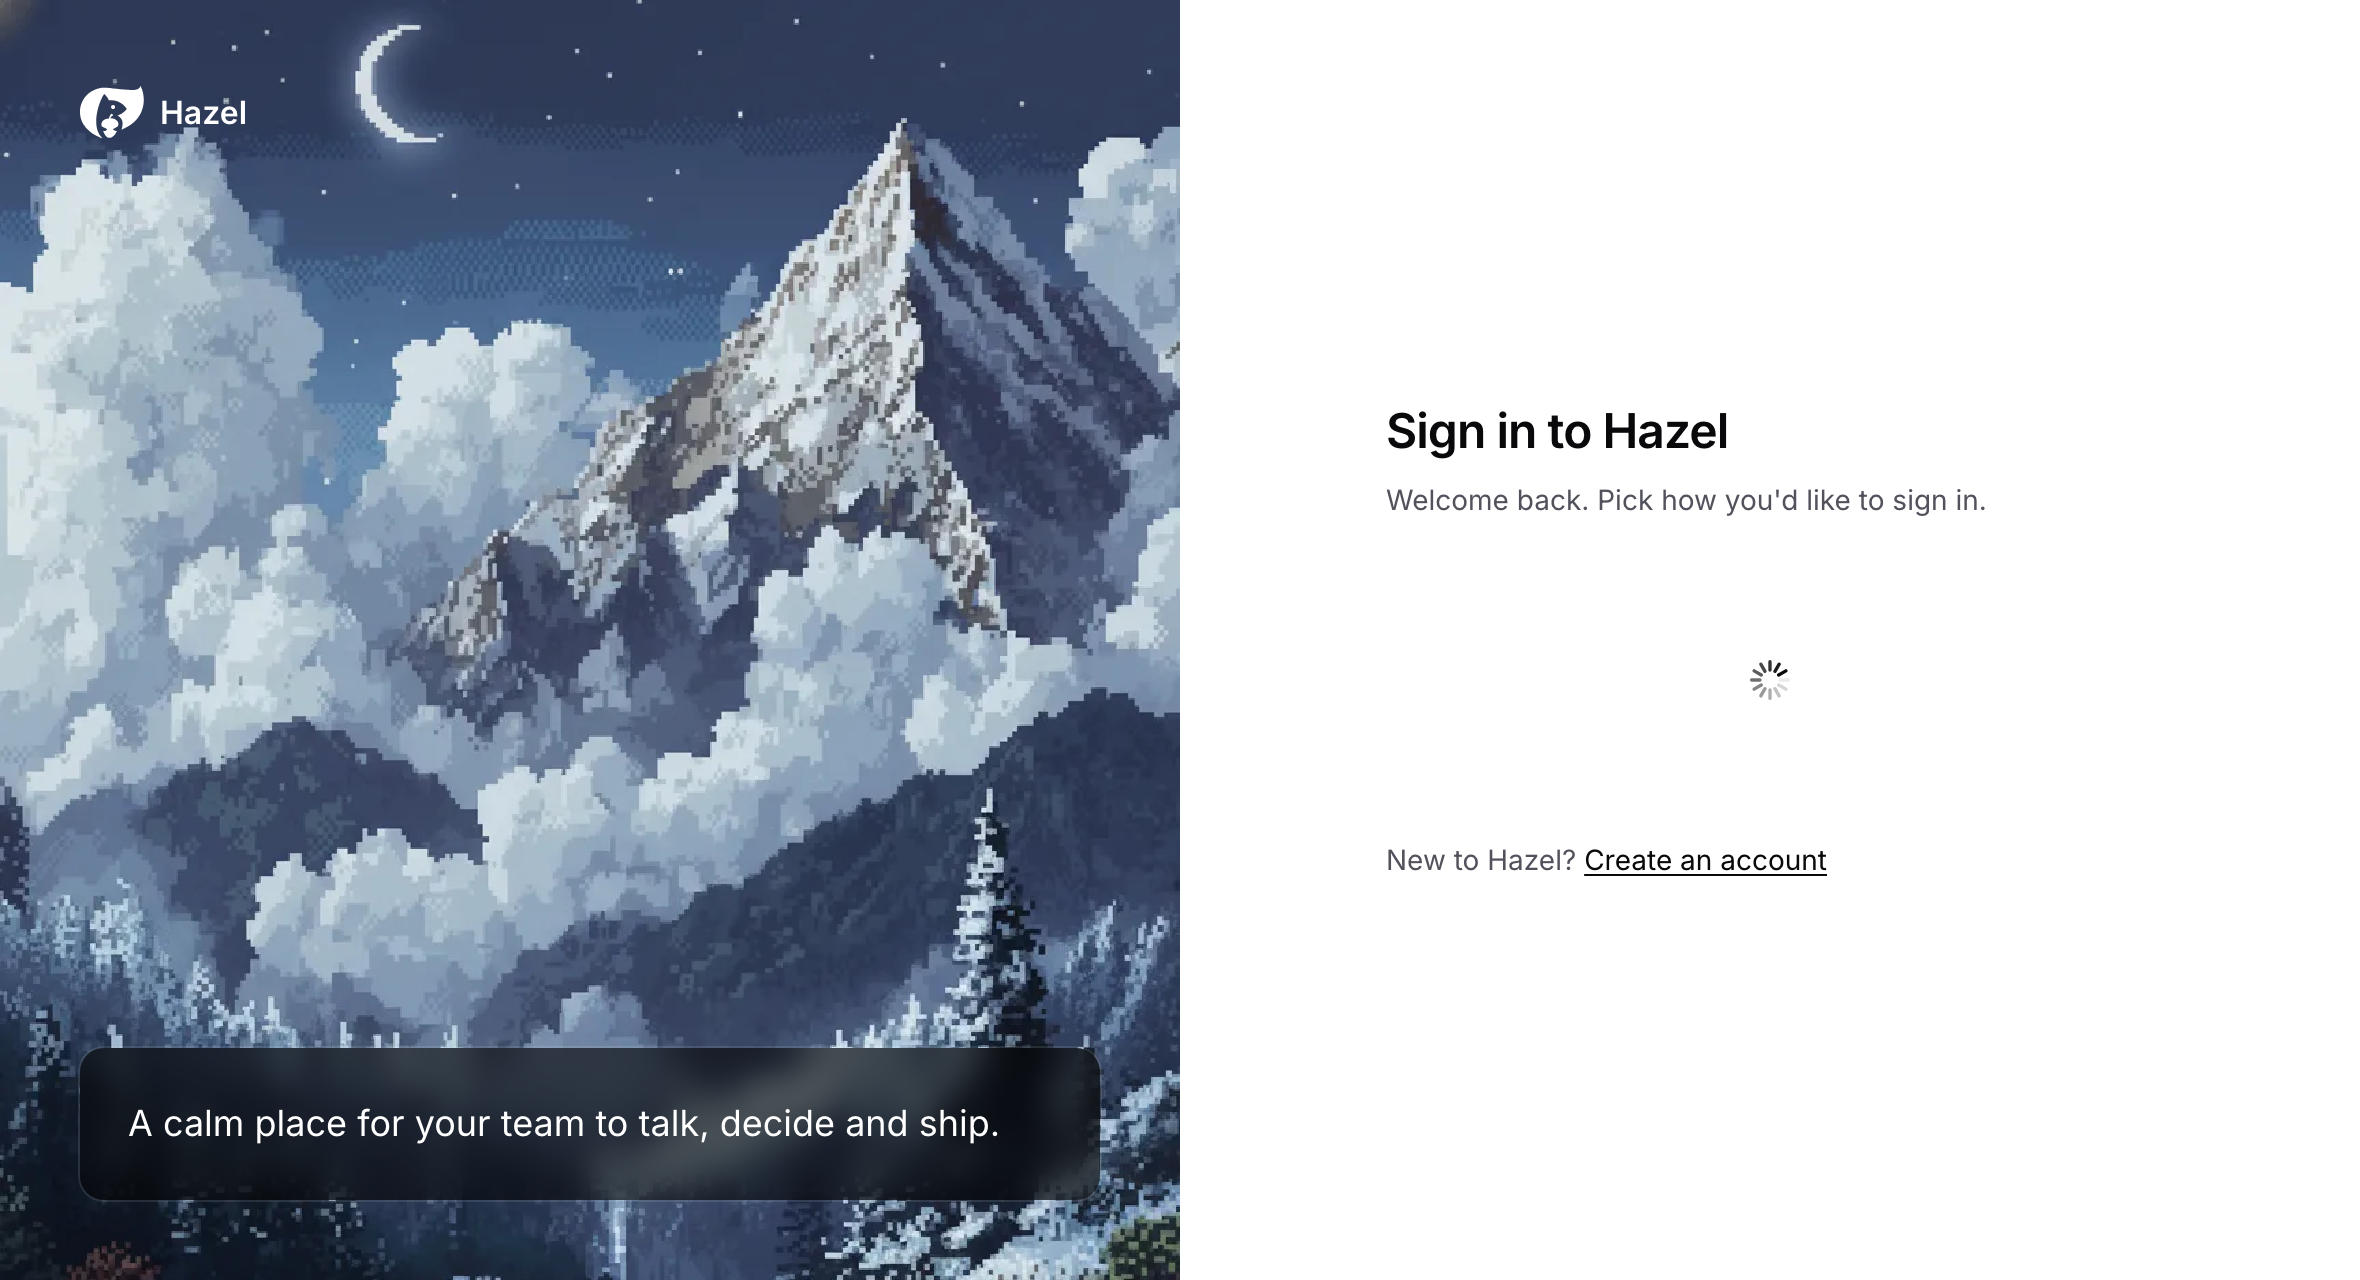 Hazel
A calm place for your team to talk, decide and ship.
Sign in to Hazel
Welcome back. Pick how you'd like to sign in.
New to Hazel? Create an account